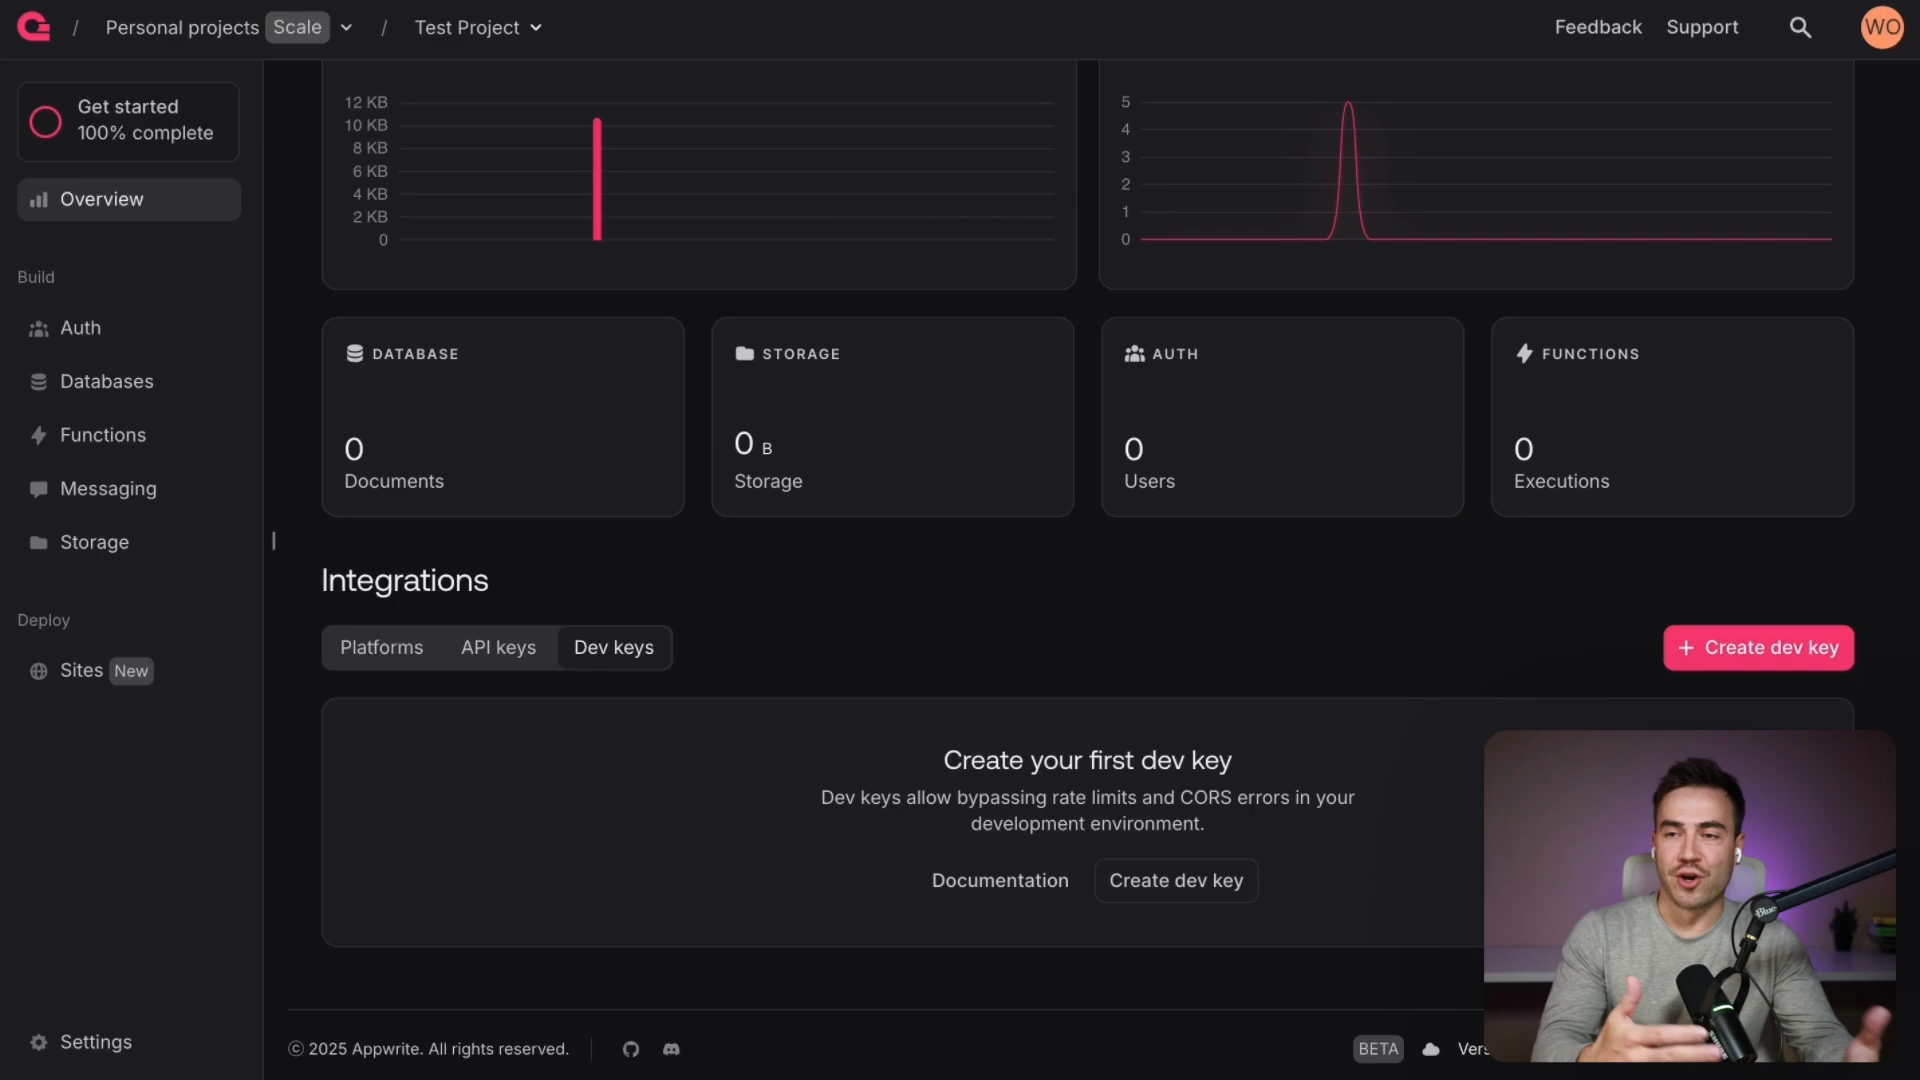 / Personal projects Scale / Test Project
Feedback Support WO
Get started
100% complete
Overview
Build
Auth
Databases
Functions
Messaging
Storage
Deploy
Sites New
Settings
12 KB
10 KB
8 KB
6 KB
4 KB
2 KB
0
5
4
3
2
1
0
DATABASE
0
Documents
STORAGE
0 B
Storage
AUTH
0
Users
FUNCTIONS
0
Executions
Integrations
Platforms API keys Dev keys
+ Create dev key
Create your first dev key
Dev keys allow bypassing rate limits and CORS errors in your
development environment.
Documentation Create dev key
Blue
© 2025 Appwrite. All rights reserved.
BETA Vers